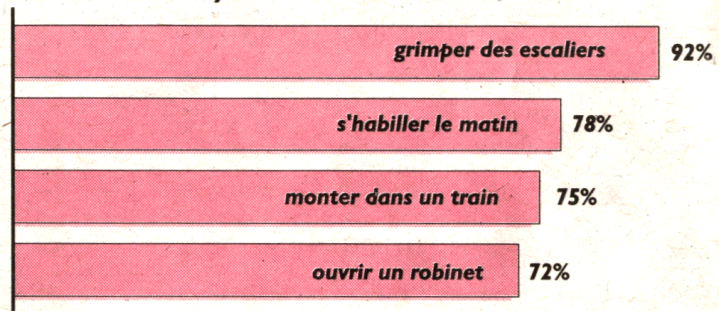 grimper des escaliers 92%
s'habiller le matin 78%
monter dans un train 75%
ouvrir un robinet 72%